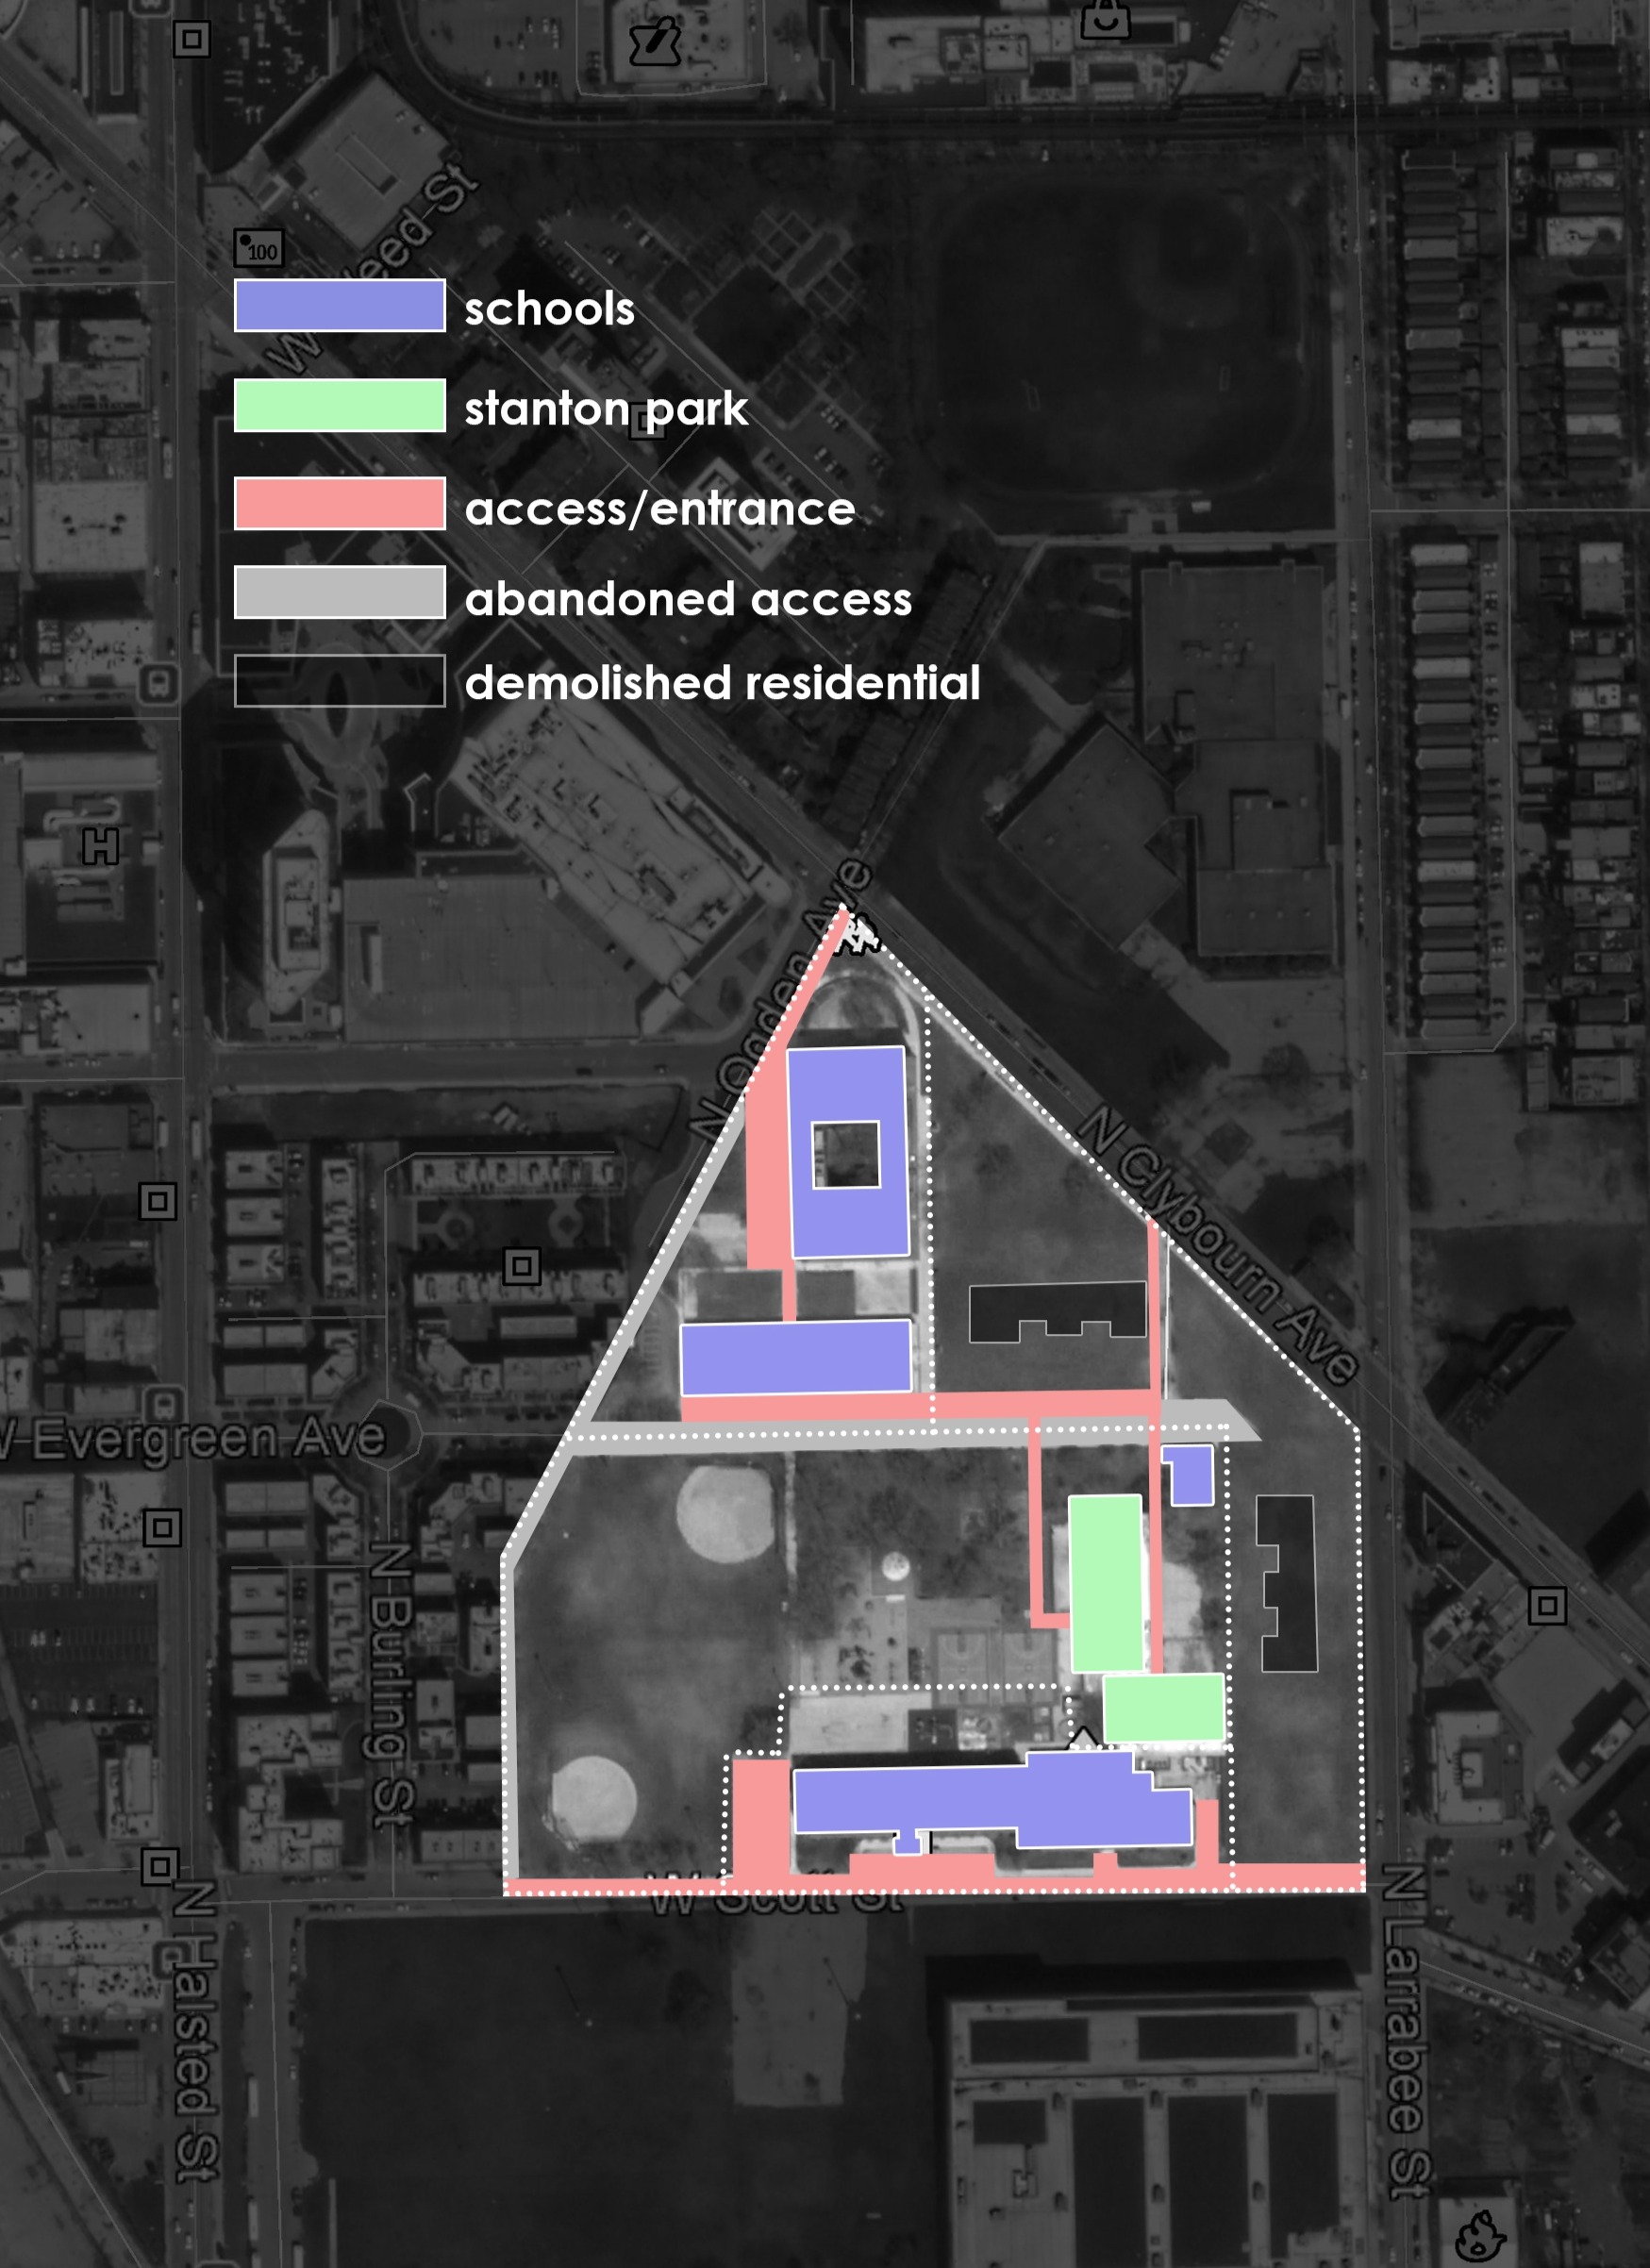 W Weed St
100
schools
stanton park
access/entrance
abandoned access
demolished residential
H
N Ogden Ave
N Clybourn Ave
W Evergreen Ave
N Burling St
W Scott St
N Halsted St
N Larrabee St